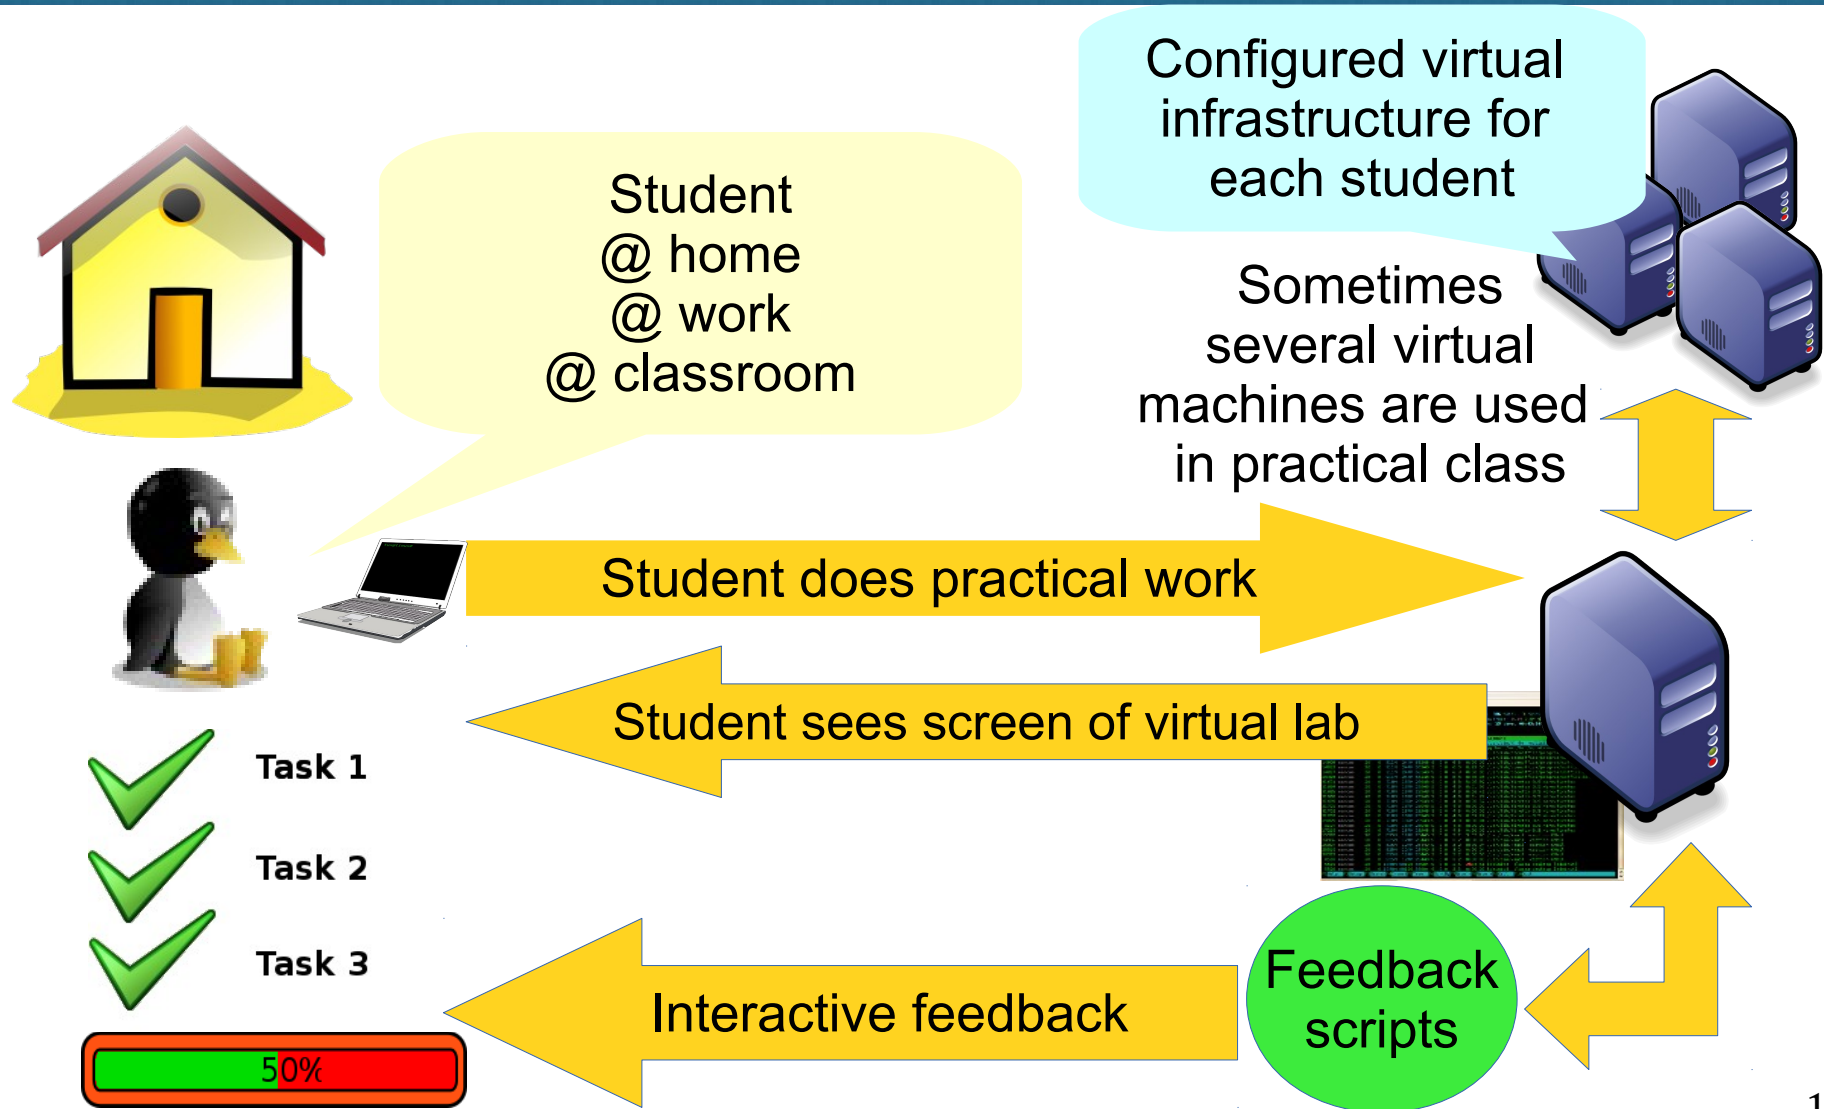 Configured virtual
infrastructure for
each student
Student
@ home
@ work
@ classroom
Sometimes
several virtual
machines are used
in practical class
Student does practical work
Student sees screen of virtual lab
Task 1
Task 2
Task 3
Feedback
scripts
Interactive feedback
50%
1